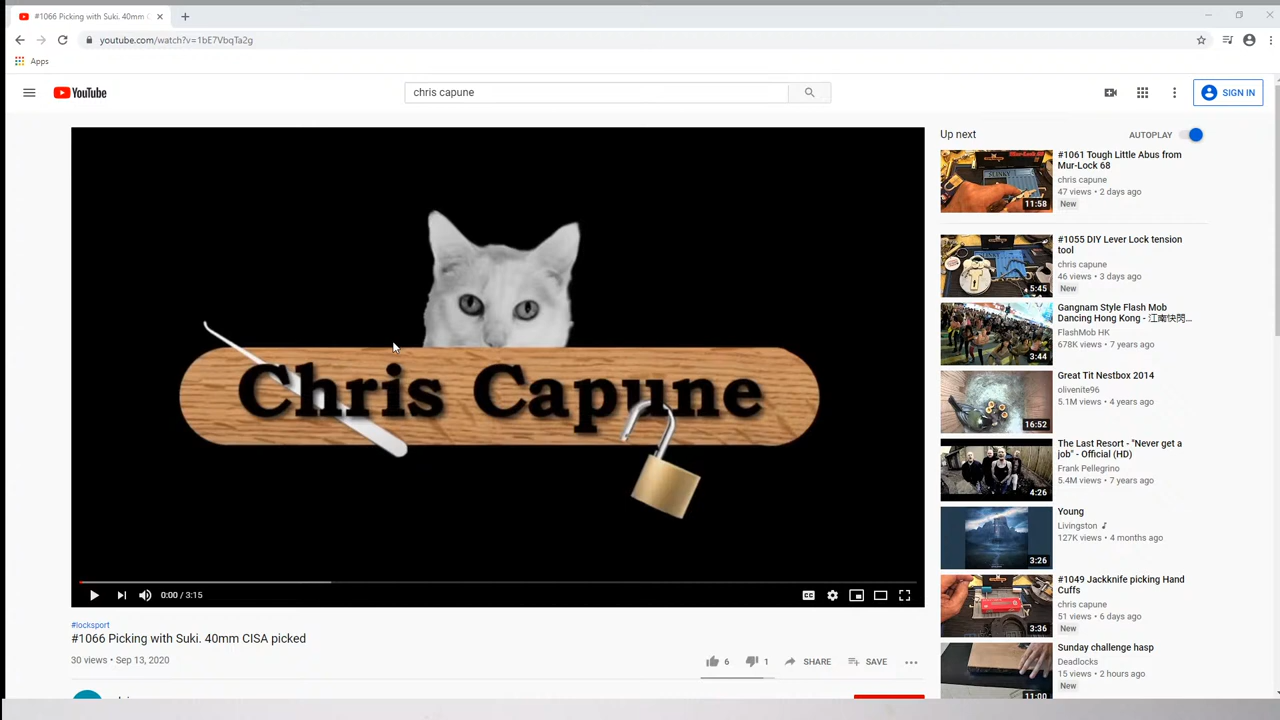 #1066 Picking with Suki. 40mm C
youtube.com/watch?v=1bE7VbqTa2g
Apps
YouTube
chris capune
SIGN IN
Chris Capune
0:00 / 3:15
CC
#locksport
#1066 Picking with Suki. 40mm CISA picked
30 views • Sep 13, 2020
6
1
SHARE
SAVE
Up next
AUTOPLAY
11:58
#1061 Tough Little Abus from
Mur-Lock 68
chris capune
47 views • 2 days ago
New
5:45
#1055 DIY Lever Lock tension
tool
chris capune
46 views • 3 days ago
New
3:44
Gangnam Style Flash Mob
Dancing Hong Kong - 江南快閃...
FlashMob HK
678K views • 7 years ago
16:52
Great Tit Nestbox 2014
olivenite96
5.1M views • 4 years ago
4:26
The Last Resort - "Never get a
job" - Official (HD)
Frank Pellegrino
5.4M views • 7 years ago
3:26
Young
Livingston
127K views • 4 months ago
3:36
#1049 Jackknife picking Hand
Cuffs
chris capune
51 views • 6 days ago
New
11:00
Sunday challenge hasp
Deadlocks
15 views • 2 hours ago
New